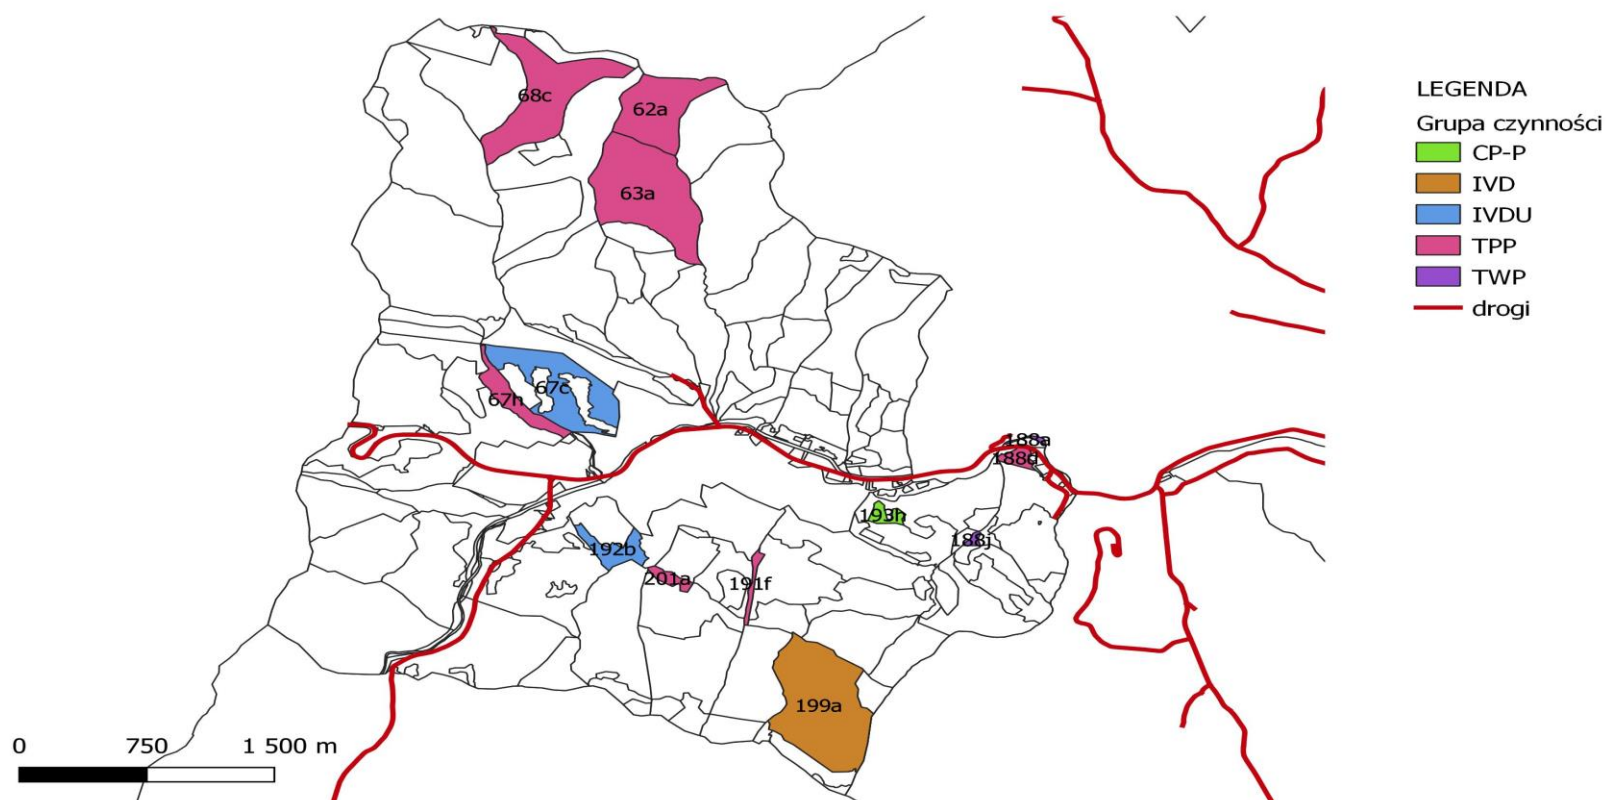 68c
62a
63a
67c
67h
188a
188d
193h
188j
192b
201a
191f
199a
0 750 1 500 m
LEGENDA
Grupa czynności
CP-P
IVD
IVDU
TPP
TWP
drogi